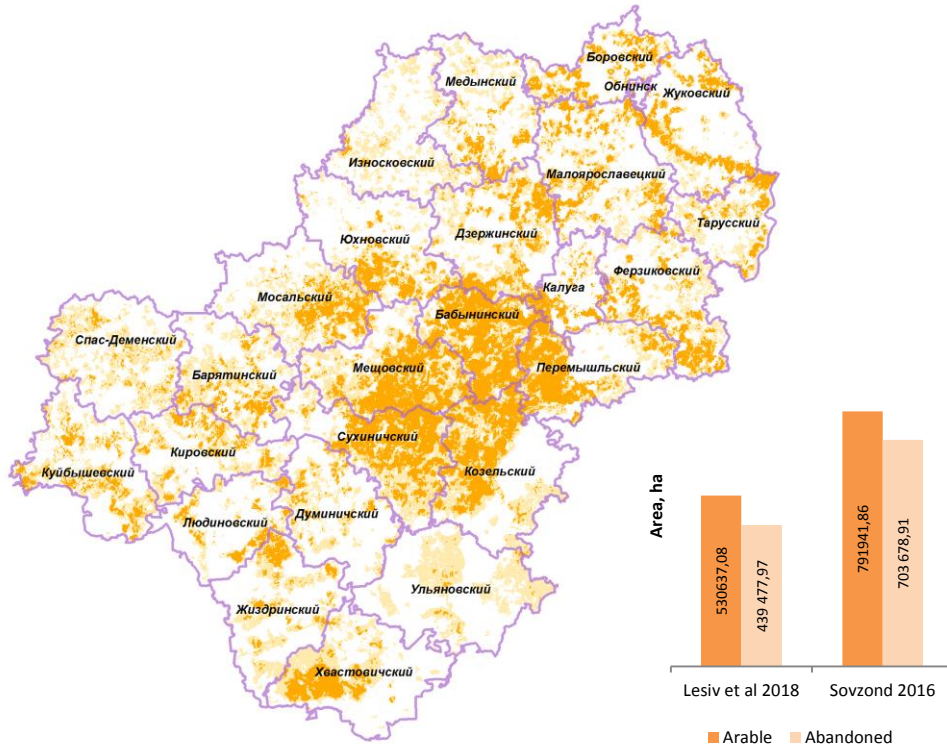 Боровский
Медынский
Обнинск
Жуковский
Износковский
Малоярославецкий
Тарусский
Юхновский
Дзержинский
Ферзиковский
Калуга
Мосальский
Бабынинский
Спас-Деменский
Мещовский
Перемышльский
Барятинский
Сухиничский
Кировский
Козельский
Куйбышевский
Людиновский
Думиничский
Ульяновский
Жиздринский
Хвастовичский
Area, ha
530637,08
439 477,97
791941,86
703 678,91
Lesiv et al 2018
Sovzond 2016
Arable
Abandoned